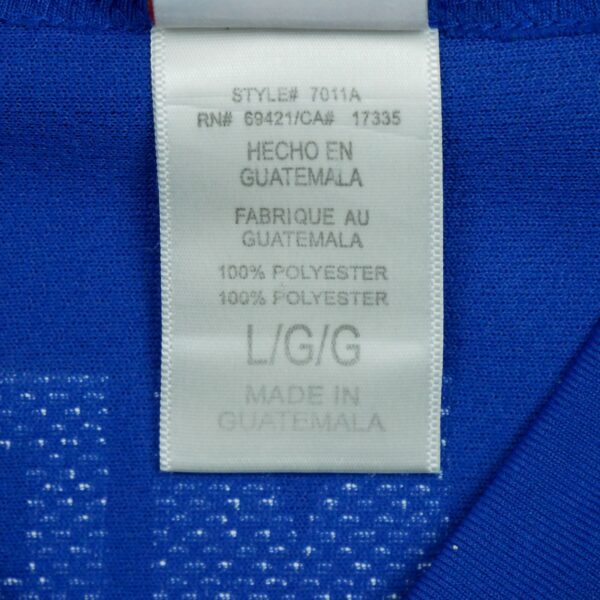 STYLE# 7011A
RN# 69421/CA# 17335
HECHO EN
GUATEMALA
FABRIQUE AU
GUATEMALA
100% POLYESTER
100% POLYESTER
L/G/G
MADE IN
GUATEMALA